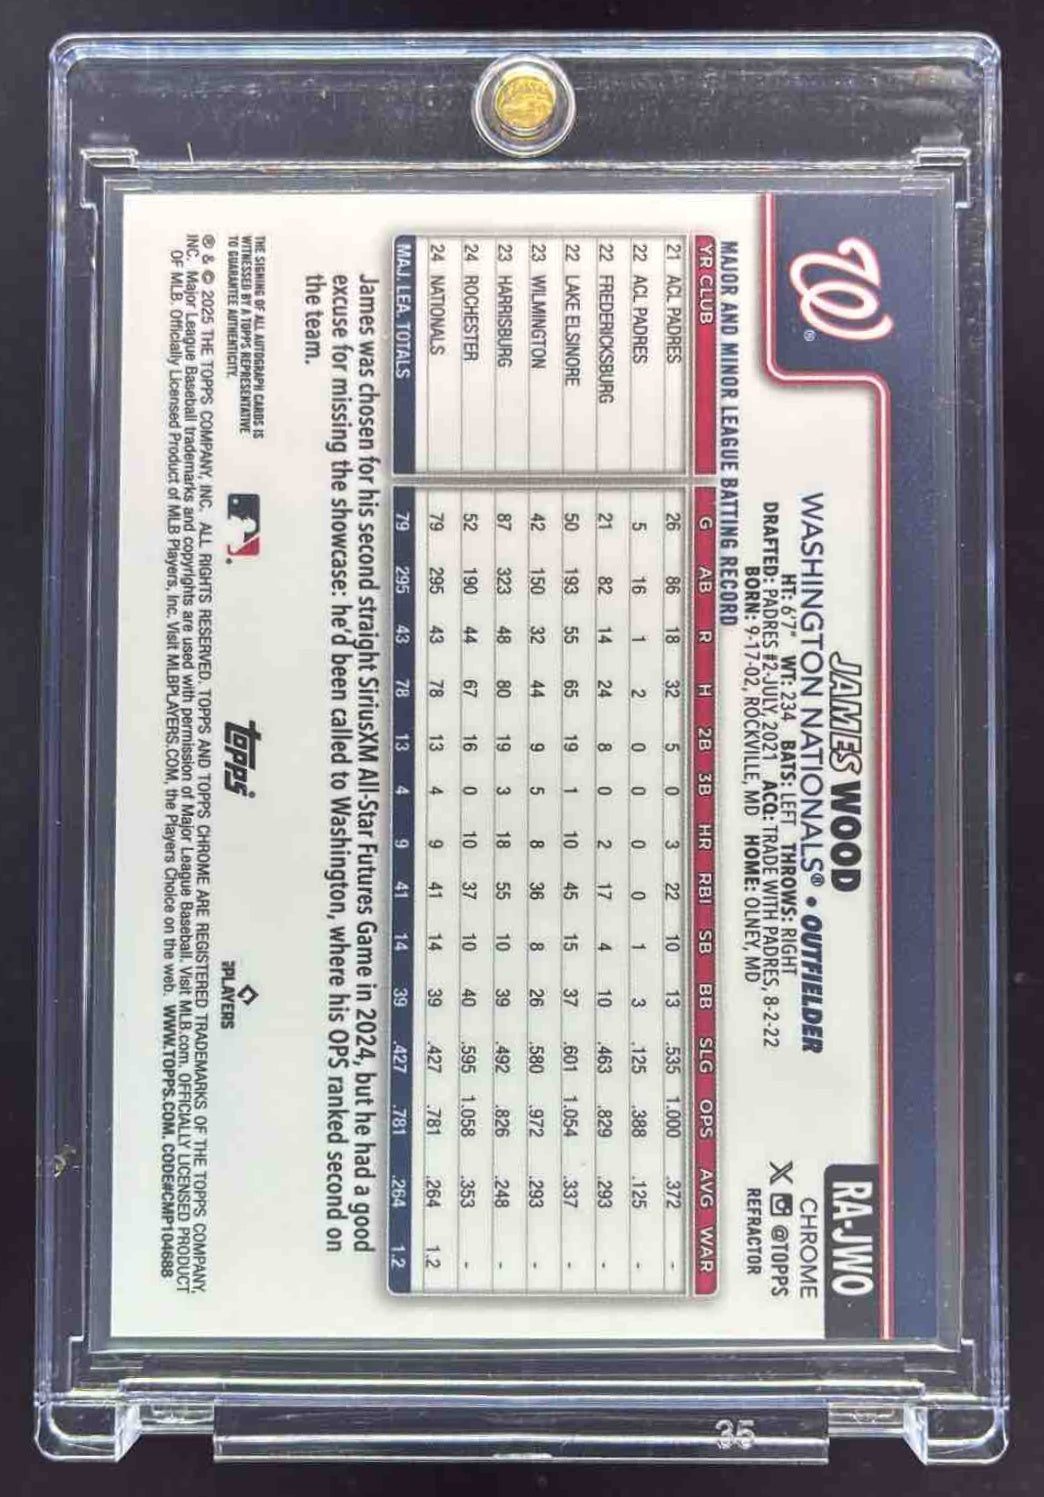 W®
JAMES WOOD
WASHINGTON NATIONALS® • OUTFIELDER
HT: 6'7" WT: 234 BATS: LEFT THROWS: RIGHT
DRAFTED: PADRES #2-JULY, 2021 ACQ: TRADE WITH PADRES, 8-2-22
BORN: 9-17-02, ROCKVILLE, MD HOME: OLNEY, MD
RA-JWO
CHROME
X @TOPPS
REFRACTOR
MAJOR AND MINOR LEAGUE BATTING RECORD
YR CLUB G AB R H 2B 3B HR RBI SB BB SLG OPS AVG WAR
21 ACL PADRES 26 86 18 32 5 0 3 22 10 13 .535 1.000 .372 -
22 ACL PADRES 5 16 1 2 0 0 0 0 1 3 .125 .388 .125 -
22 FREDERICKSBURG 21 82 14 24 8 0 2 17 4 10 .463 .829 .293 -
22 LAKE ELSINORE 50 193 55 65 19 1 10 45 15 37 .601 1.054 .337 -
23 WILMINGTON 42 150 32 44 9 5 8 36 8 26 .580 .972 .293 -
23 HARRISBURG 87 323 48 80 19 3 18 55 10 39 .492 .826 .248 -
24 ROCHESTER 52 190 44 67 16 0 10 37 10 40 .595 1.058 .353 -
24 NATIONALS 79 295 43 78 13 4 9 41 14 39 .427 .781 .264 1.2
MAJ. LEA. TOTALS 79 295 43 78 13 4 9 41 14 39 .427 .781 .264 1.2
James was chosen for his second straight SiriusXM All-Star Futures Game in 2024, but he had a good
excuse for missing the showcase: he'd been called to Washington, where his OPS ranked second on
the team.
THE SIGNING OF ALL AUTOGRAPH CARDS IS
WITNESSED BY A TOPPS REPRESENTATIVE
TO GUARANTEE AUTHENTICITY.
topps
PLAYERS
® & © 2025 THE TOPPS COMPANY, INC. ALL RIGHTS RESERVED. TOPPS AND TOPPS CHROME ARE REGISTERED TRADEMARKS OF THE TOPPS COMPANY,
INC. Major League Baseball trademarks and copyrights are used with permission of Major League Baseball. Visit MLB.com. OFFICIALLY LICENSED PRODUCT
OF MLB. Officially Licensed Product of MLB Players, Inc. Visit MLBPLAYERS.COM, the Players Choice on the web. WWW.TOPPS.COM. CODE#CMP104688
35